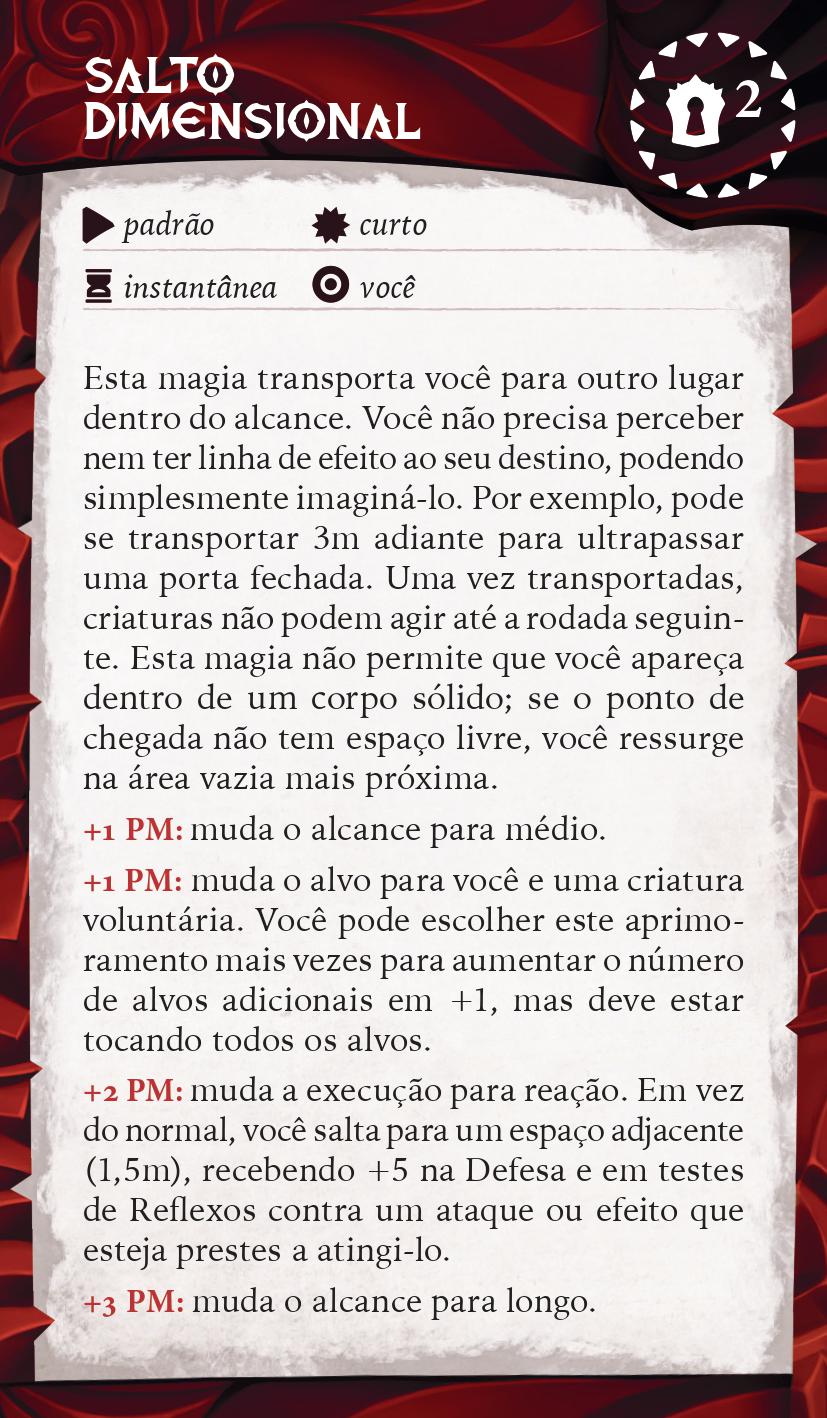 SALTO
DIMENSIONAL
2
padrão curto
instantânea você
Esta magia transporta você para outro lugar
dentro do alcance. Você não precisa perceber
nem ter linha de efeito ao seu destino, podendo
simplesmente imaginá-lo. Por exemplo, pode
se transportar 3m adiante para ultrapassar
uma porta fechada. Uma vez transportadas,
criaturas não podem agir até a rodada seguin-
te. Esta magia não permite que você apareça
dentro de um corpo sólido; se o ponto de
chegada não tem espaço livre, você ressurge
na área vazia mais próxima.
+1 PM: muda o alcance para médio.
+1 PM: muda o alvo para você e uma criatura
voluntária. Você pode escolher este aprimo-
ramento mais vezes para aumentar o número
de alvos adicionais em +1, mas deve estar
tocando todos os alvos.
+2 PM: muda a execução para reação. Em vez
do normal, você salta para um espaço adjacente
(1,5m), recebendo +5 na Defesa e em testes
de Reflexos contra um ataque ou efeito que
esteja prestes a atingi-lo.
+3 PM: muda o alcance para longo.